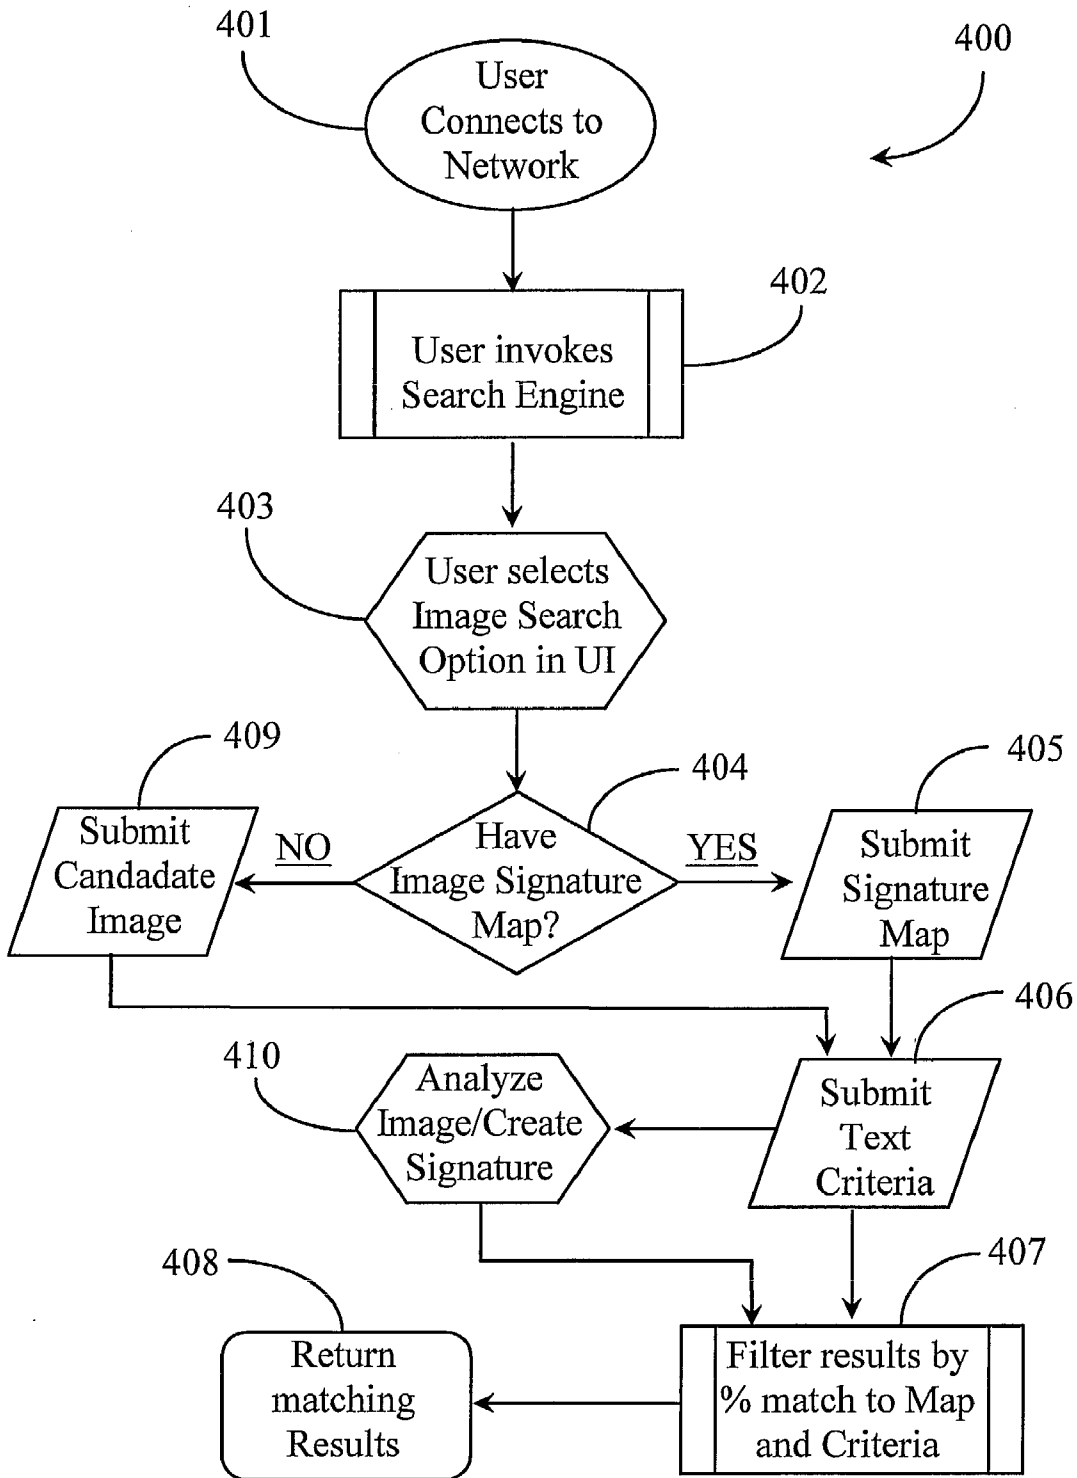 401
400
User
Connects to
Network
402
User invokes
Search Engine
403
User selects
Image Search
Option in UI
409
404
405
Submit
Candadate
Image
NO
Have
Image Signature
Map?
YES
Submit
Signature
Map
406
410
Analyze
Image/Create
Signature
Submit
Text
Criteria
408
407
Return
matching
Results
Filter results by
% match to Map
and Criteria